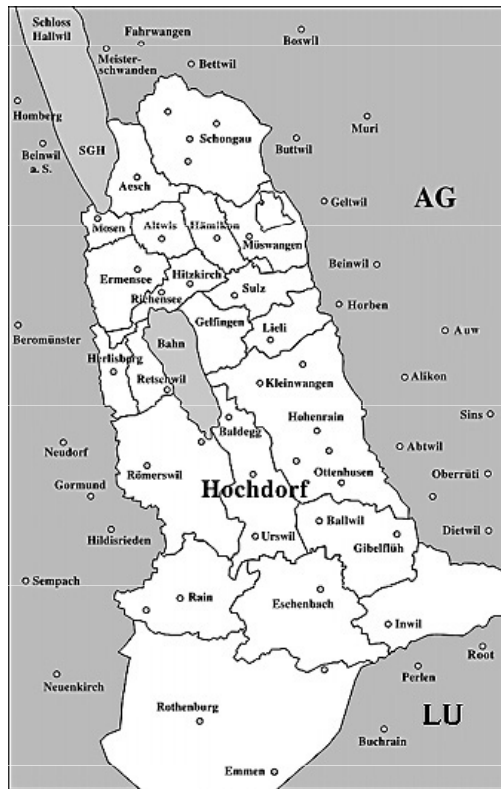 Schloss
Hallwil
Fahrwangen
Boswil
Meister-
schwanden
Bettwil
Homberg
Muri
Schongau
Buttwil
Beinwil
a. S.
SGH
Aesch
AG
Geltwil
Mosen
Altwis
Hämikon
Müswangen
Beinwil
Ermensee
Hitzkirch
Richensee
Sulz
Horben
Gelfingen
Lieli
Auw
Beromünster
Bahn
Herlisburg
Retschwil
Kleinwangen
Alikon
Sins
Hohenrain
Baldegg
Abtwil
Neudorf
Römerswil
Oberrüti
Ottenhusen
Hochdorf
Gormund
Ballwil
Hildisrieden
Urswil
Gibelflüh
Dietwil
Sempach
Rain
Eschenbach
Inwil
Root
Perlen
Neuenkirch
LU
Rothenburg
Buchrain
Emmen